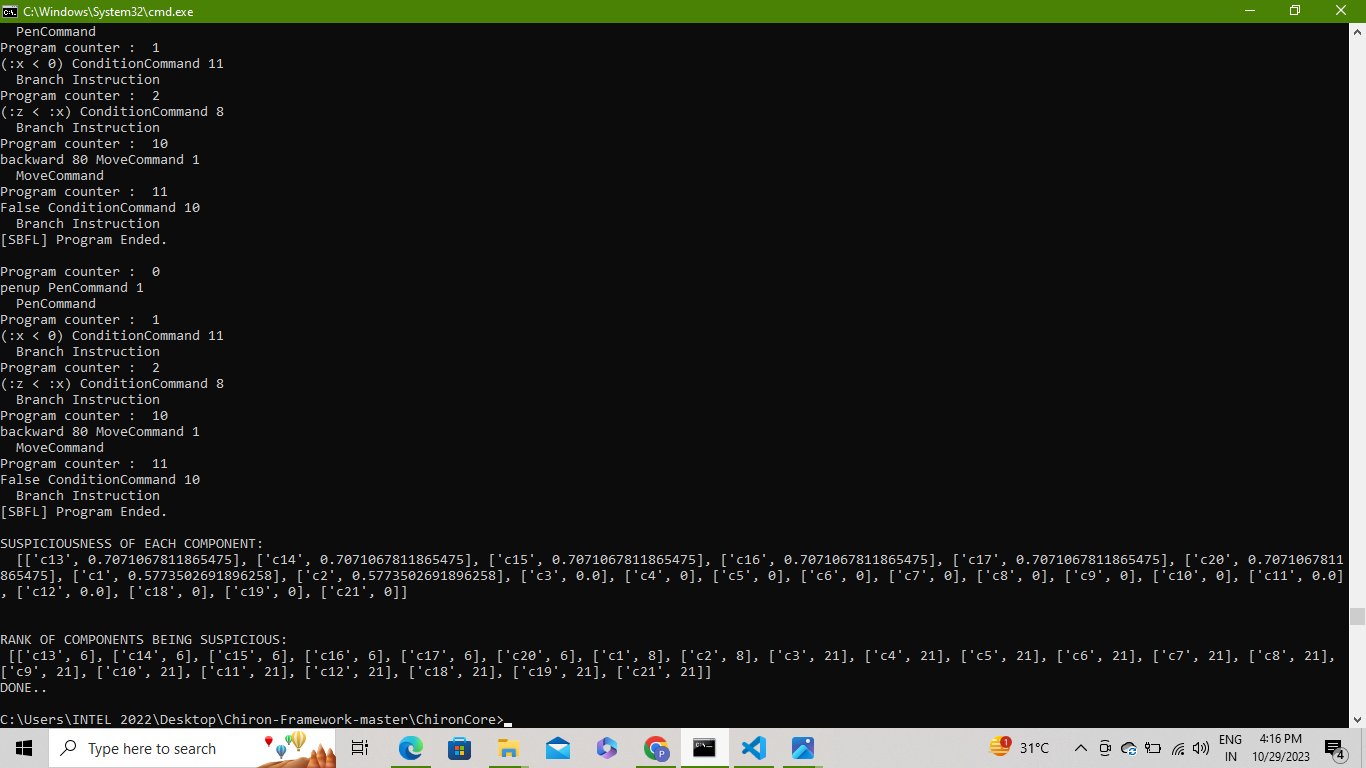 C:\Windows\System32\cmd.exe
  PenCommand
Program counter :  1
(:x < 0) ConditionCommand 11
  Branch Instruction
Program counter :  2
(:z < :x) ConditionCommand 8
  Branch Instruction
Program counter :  10
backward 80 MoveCommand 1
  MoveCommand
Program counter :  11
False ConditionCommand 10
  Branch Instruction
[SBFL] Program Ended.
Program counter :  0
penup PenCommand 1
  PenCommand
Program counter :  1
(:x < 0) ConditionCommand 11
  Branch Instruction
Program counter :  2
(:z < :x) ConditionCommand 8
  Branch Instruction
Program counter :  10
backward 80 MoveCommand 1
  MoveCommand
Program counter :  11
False ConditionCommand 10
  Branch Instruction
[SBFL] Program Ended.
SUSPICIOUSNESS OF EACH COMPONENT:
  [['c13', 0.7071067811865475], ['c14', 0.7071067811865475], ['c15', 0.7071067811865475], ['c16', 0.7071067811865475], ['c17', 0.7071067811865475], ['c20', 0.7071067811
865475], ['c1', 0.5773502691896258], ['c2', 0.5773502691896258], ['c3', 0.0], ['c4', 0], ['c5', 0], ['c6', 0], ['c7', 0], ['c8', 0], ['c9', 0], ['c10', 0], ['c11', 0.0]
, ['c12', 0.0], ['c18', 0], ['c19', 0], ['c21', 0]]
RANK OF COMPONENTS BEING SUSPICIOUS:
 [['c13', 6], ['c14', 6], ['c15', 6], ['c16', 6], ['c17', 6], ['c20', 6], ['c1', 8], ['c2', 8], ['c3', 21], ['c4', 21], ['c5', 21], ['c6', 21], ['c7', 21], ['c8', 21],
['c9', 21], ['c10', 21], ['c11', 21], ['c12', 21], ['c18', 21], ['c19', 21], ['c21', 21]]
DONE..
C:\Users\INTEL 2022\Desktop\Chiron-Framework-master\ChironCore>
Type here to search
1
31°C
ENG
IN
4:16 PM
10/29/2023
4